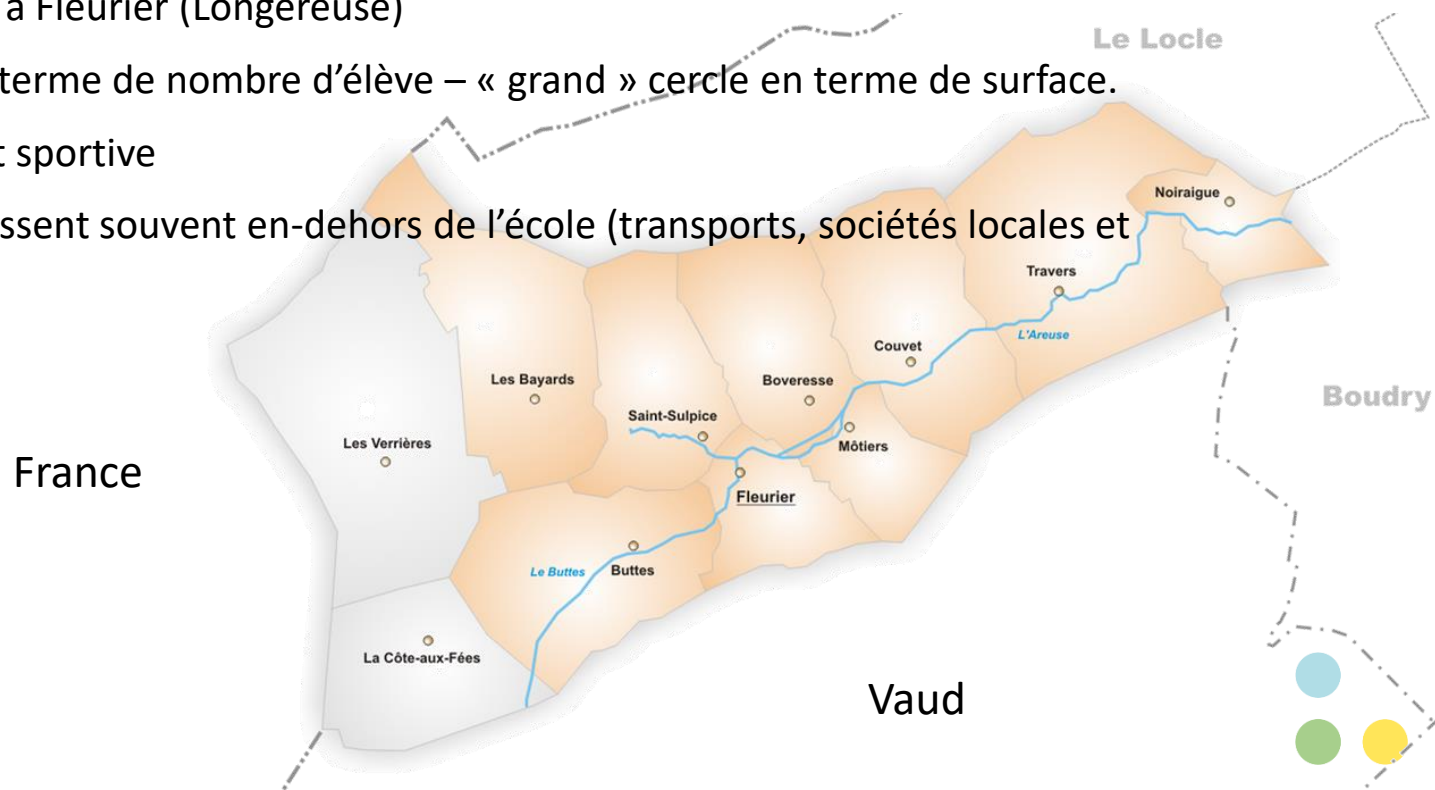 à Fleurier (Longereuse)
Le Locle
terme de nombre d'élève – « grand » cercle en terme de surface.
t sportive
Noiraigue
ssent souvent en-dehors de l'école (transports, sociétés locales et
Travers
L'Areuse
Couvet
Les Bayards
Boveresse
Boudry
Saint-Sulpice
Les Verrières
Môtiers
France
Fleurier
Le Buttes
Buttes
La Côte-aux-Fées
Vaud